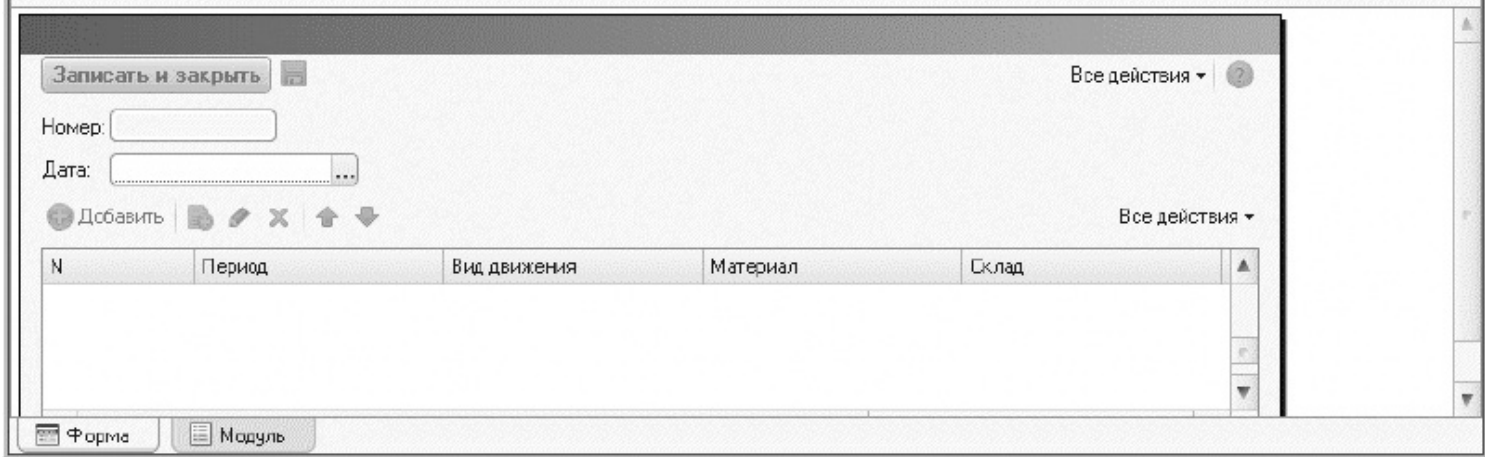 Записать и закрыть Все действия
Номер:
Дата: ...
Добавить Все действия
N Период Вид движения Материал Склад
Форма Модуль